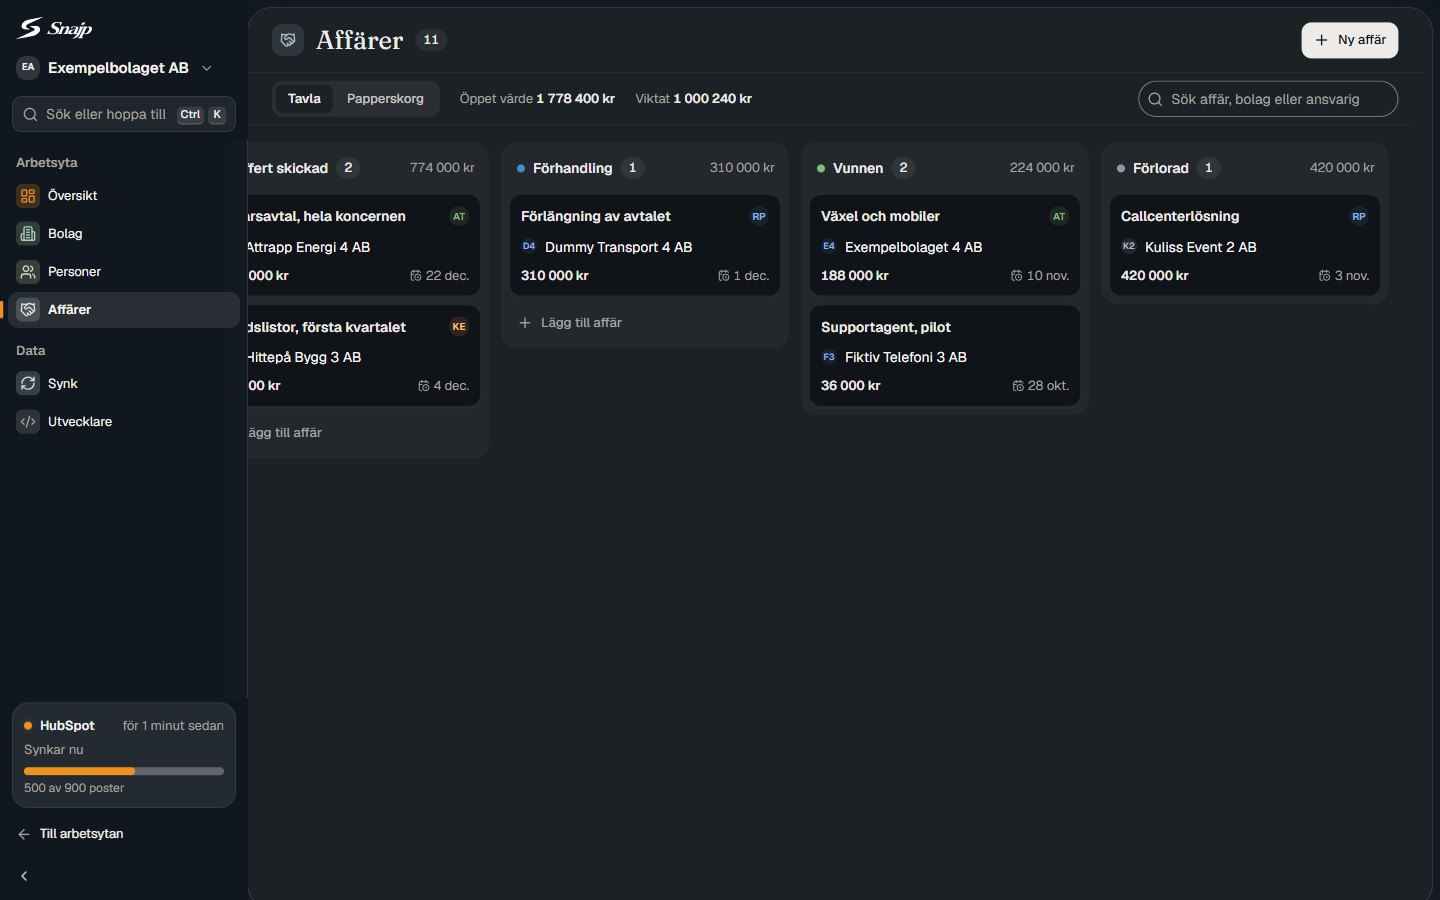 Snajp
EA Exempelbolaget AB
Sök eller hoppa till Ctrl K
Arbetsyta
Översikt
Bolag
Personer
Affärer
Data
Synk
Utvecklare
HubSpot för 1 minut sedan
Synkar nu
500 av 900 poster
Till arbetsytan
Affärer 11
Ny affär
Tavla Papperskorg Öppet värde 1 778 400 kr Viktat 1 000 240 kr
Sök affär, bolag eller ansvarig
skickad 2 774 000 kr
hela koncernen AT
Attrapp Energi 4 AB
000 kr 22 dec.
första kvartalet KE
Hittepå Bygg 3 AB
00 kr 4 dec.
till affär
Förhandling 1 310 000 kr
Förlängning av avtalet RP
D4 Dummy Transport 4 AB
310 000 kr 1 dec.
Lägg till affär
Vunnen 2 224 000 kr
Växel och mobiler AT
E4 Exempelbolaget 4 AB
188 000 kr 10 nov.
Supportagent, pilot
F3 Fiktiv Telefoni 3 AB
36 000 kr 28 okt.
Förlorad 1 420 000 kr
Callcenterlösning RP
K2 Kuliss Event 2 AB
420 000 kr 3 nov.